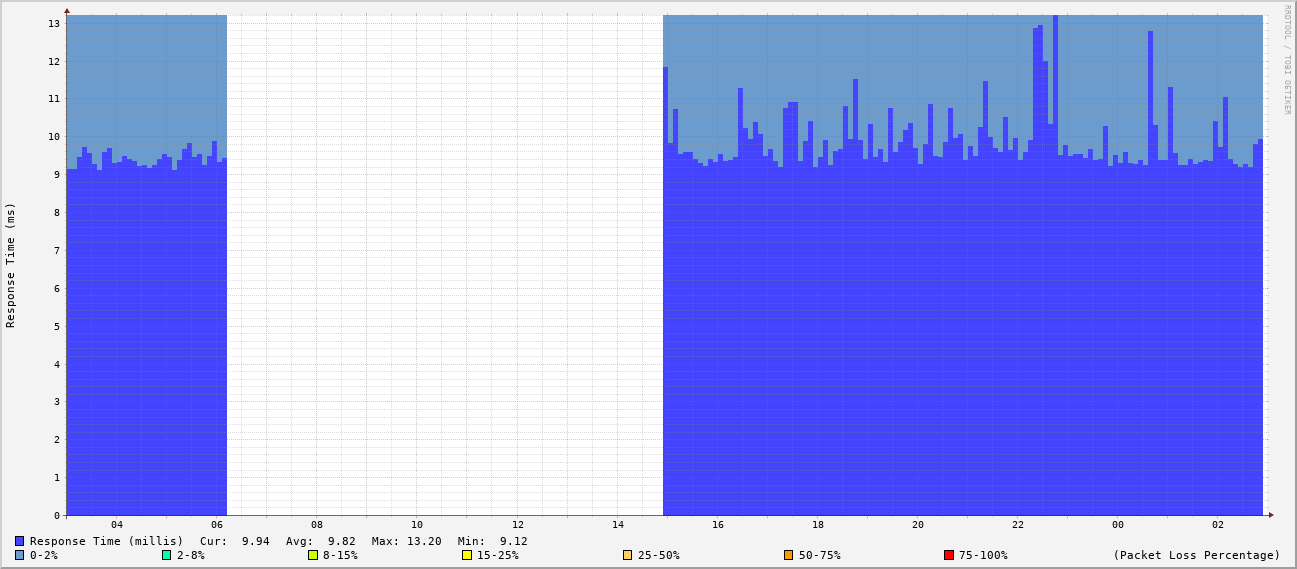 RRDTOOL / TOBI OETIKER
Response Time (ms)
13
12
11
10
9
8
7
6
5
4
3
2
1
0
04 06 08 10 12 14 16 18 20 22 00 02
Response Time (millis) Cur: 9.94 Avg: 9.82 Max: 13.20 Min: 9.12
0-2% 2-8% 8-15% 15-25% 25-50% 50-75% 75-100% (Packet Loss Percentage)